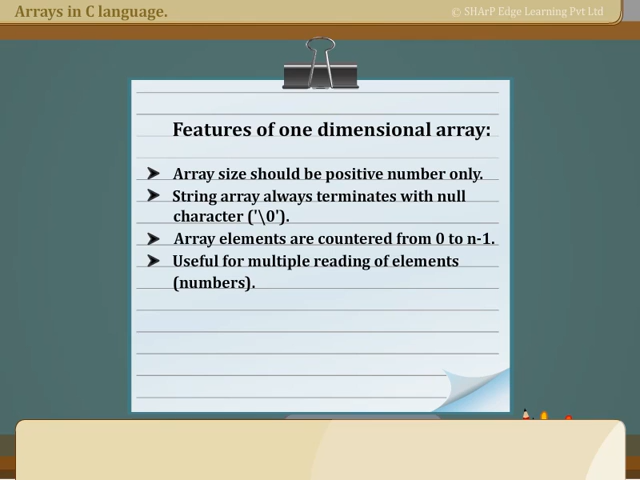 Arrays in C language.
© SHArP Edge Learning Pvt Ltd
Features of one dimensional array:
➤ Array size should be positive number only.
➤ String array always terminates with null
character ('\0').
➤ Array elements are countered from 0 to n-1.
➤ Useful for multiple reading of elements
(numbers).